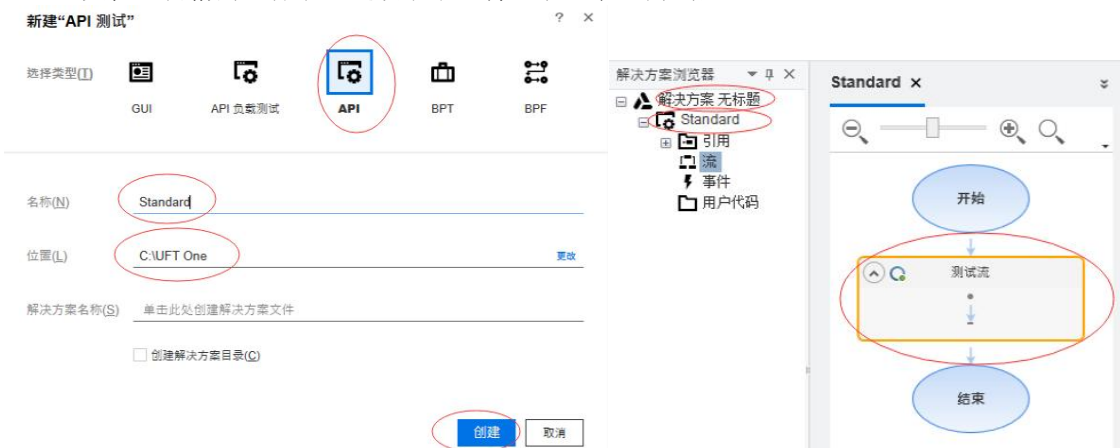 新建“API 测试”
选择类型(T)
GUI
API 负载测试
API
BPT
BPF
名称(N)
Standard
位置(L)
C:\UFT One
更改
解决方案名称(S)
单击此处创建解决方案文件
创建解决方案目录(C)
创建
取消
解决方案浏览器
解决方案 无标题
Standard
引用
流
事件
用户代码
Standard
开始
测试流
结束